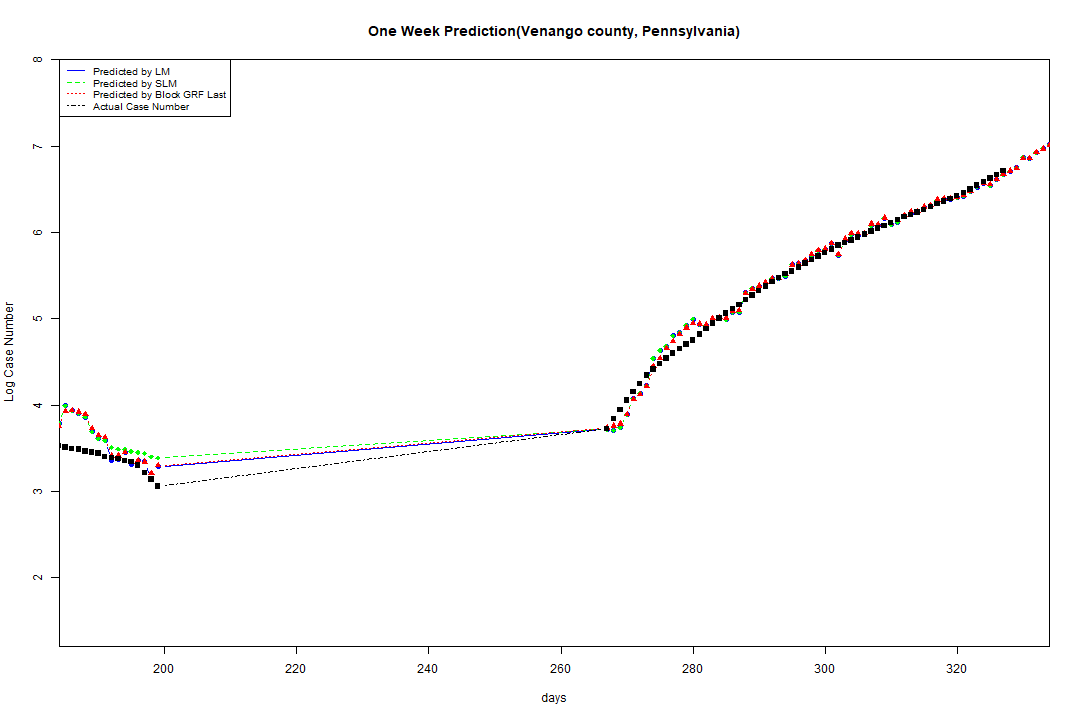 One Week Prediction(Venango county, Pennsylvania)
Predicted by LM
Predicted by SLM
Predicted by Block GRF Last
Actual Case Number
8
7
6
5
4
3
2
Log Case Number
200 220 240 260 280 300 320
days